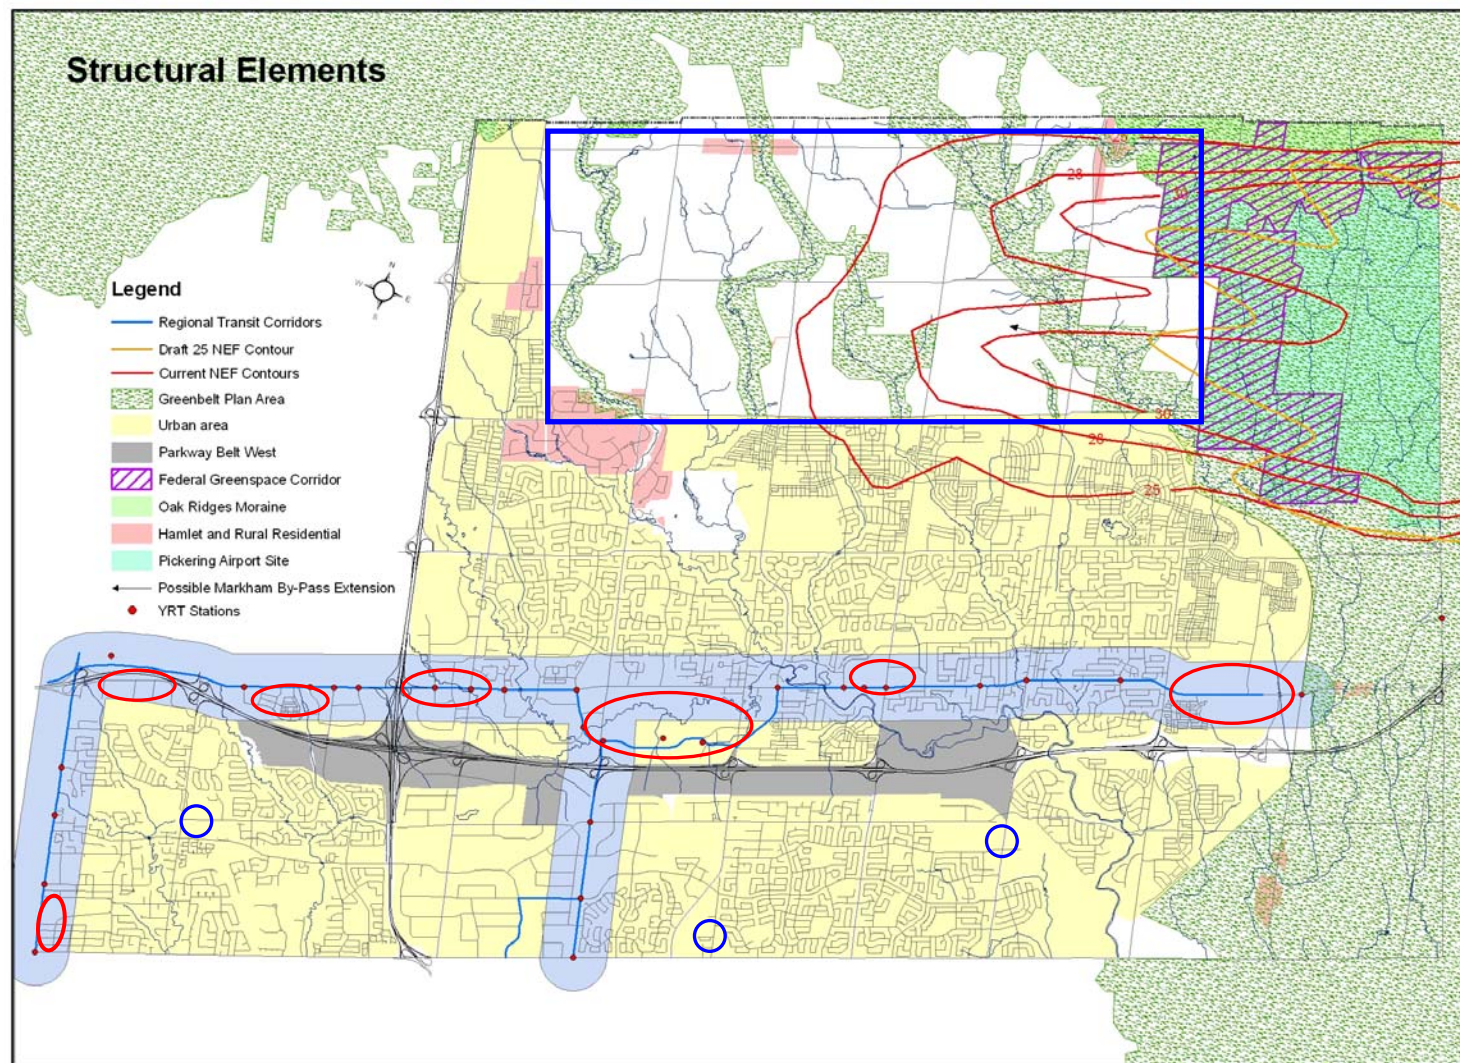 Structural Elements
28
30
Legend
N
W
E
S
Regional Transit Corridors
Draft 25 NEF Contour
Current NEF Contours
Greenbelt Plan Area
Urban area
Parkway Belt West
Federal Greenspace Corridor
Oak Ridges Moraine
Hamlet and Rural Residential
Pickering Airport Site
Possible Markham By-Pass Extension
YRT Stations
30
28
25